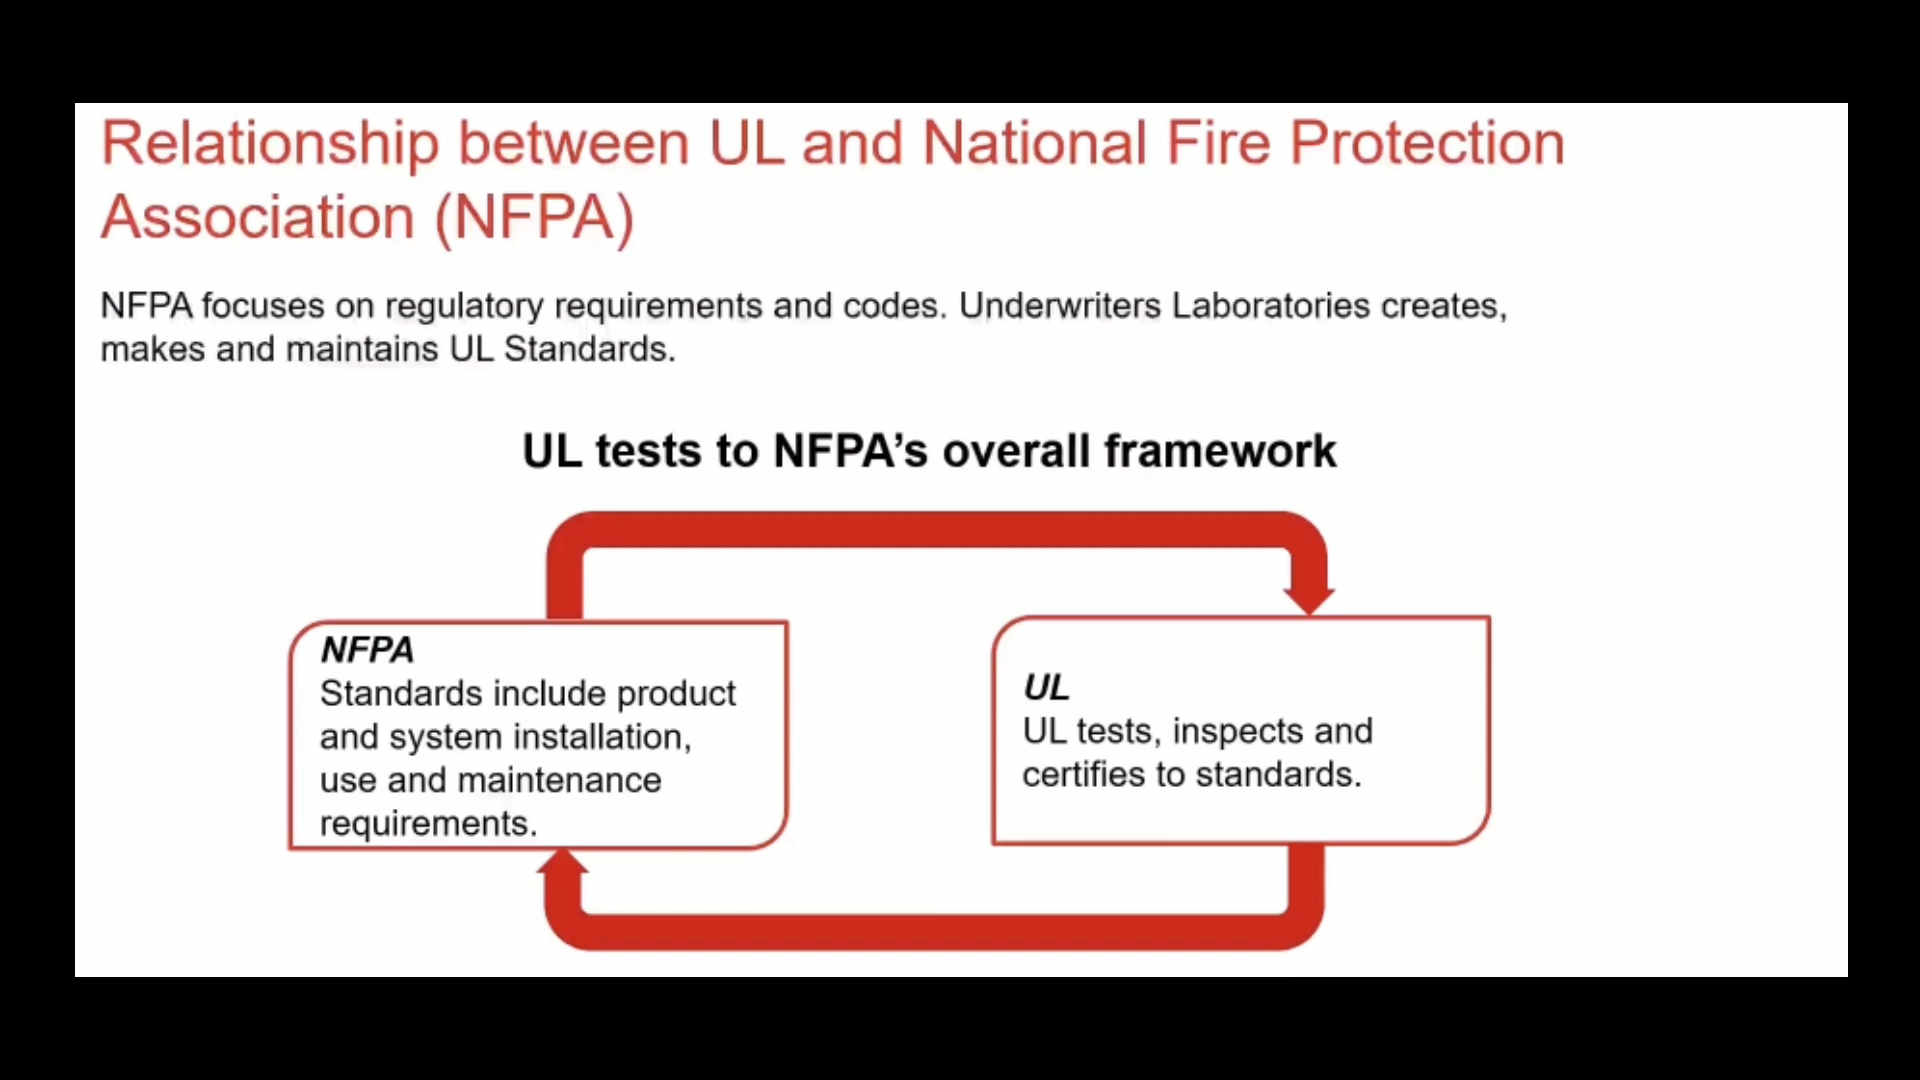 Relationship between UL and National Fire Protection
Association (NFPA)
NFPA focuses on regulatory requirements and codes. Underwriters Laboratories creates,
makes and maintains UL Standards.
UL tests to NFPA’s overall framework
NFPA
Standards include product
and system installation,
use and maintenance
requirements.
UL
UL tests, inspects and
certifies to standards.